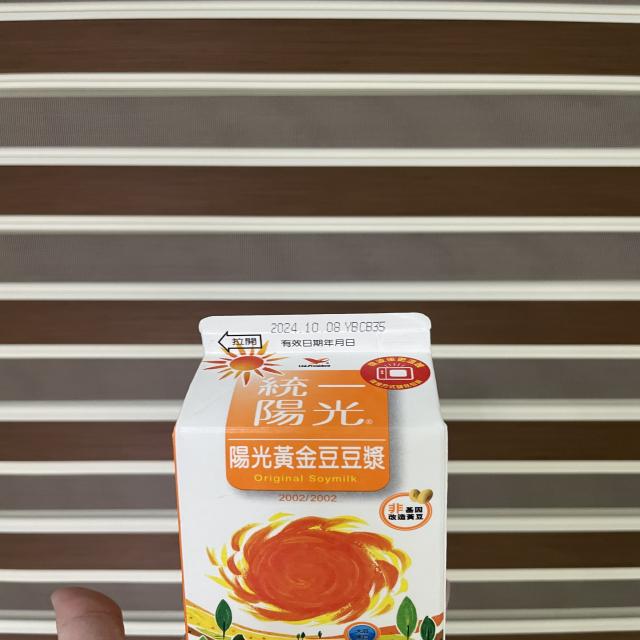 2024.10.08 YBCB35
拉開
有效日期年月日
統一
陽光®
陽光黃金豆豆漿
Original Soymilk
2002/2002
非基因
改造黃豆